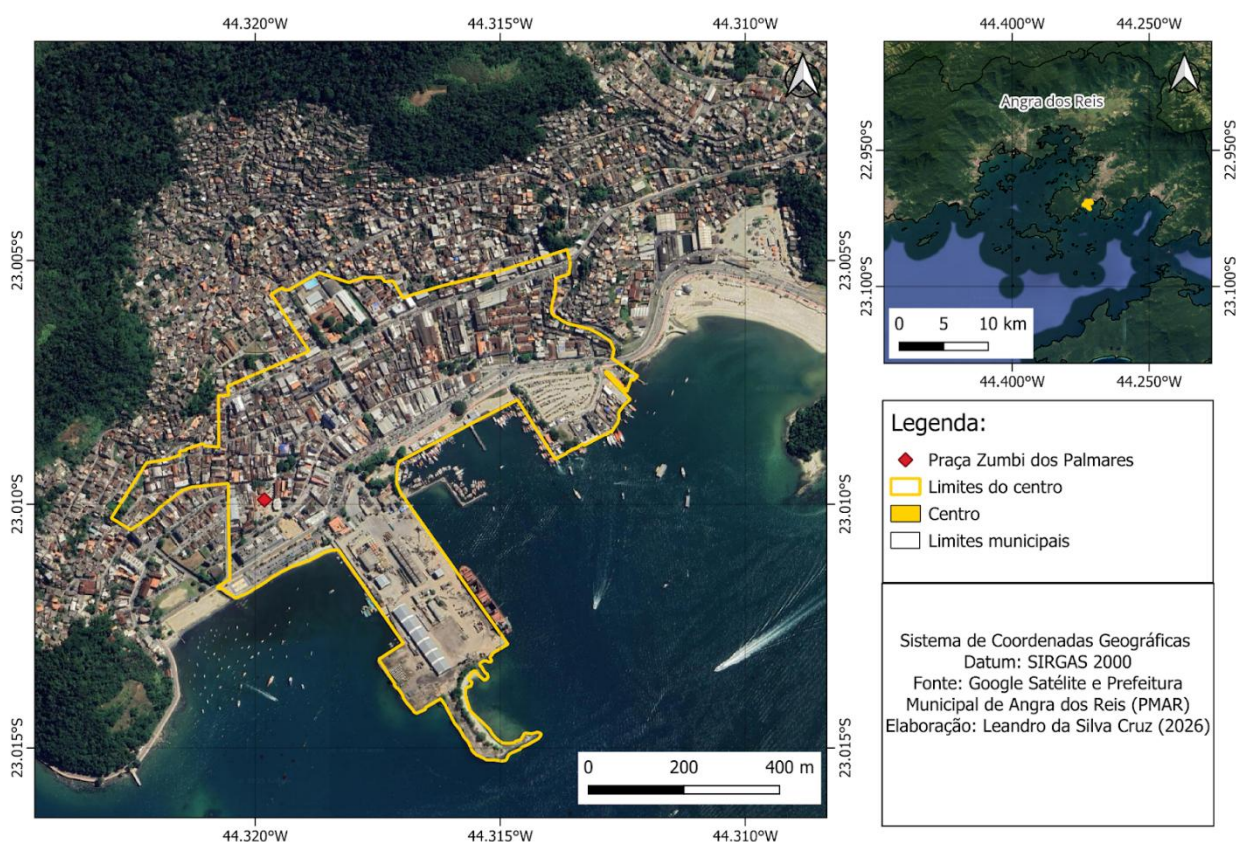 44.320°W 44.315°W 44.310°W
23.005°S 23.005°S
23.010°S 23.010°S
23.015°S 23.015°S
0 200 400 m
44.320°W 44.315°W 44.310°W
44.400°W 44.250°W
Angra dos Reis
22.950°S 22.950°S
23.100°S 23.100°S
0 5 10 km
44.400°W 44.250°W
Legenda:
Praça Zumbi dos Palmares
Limites do centro
Centro
Limites municipais
Sistema de Coordenadas Geográficas
Datum: SIRGAS 2000
Fonte: Google Satélite e Prefeitura
Municipal de Angra dos Reis (PMAR)
Elaboração: Leandro da Silva Cruz (2026)